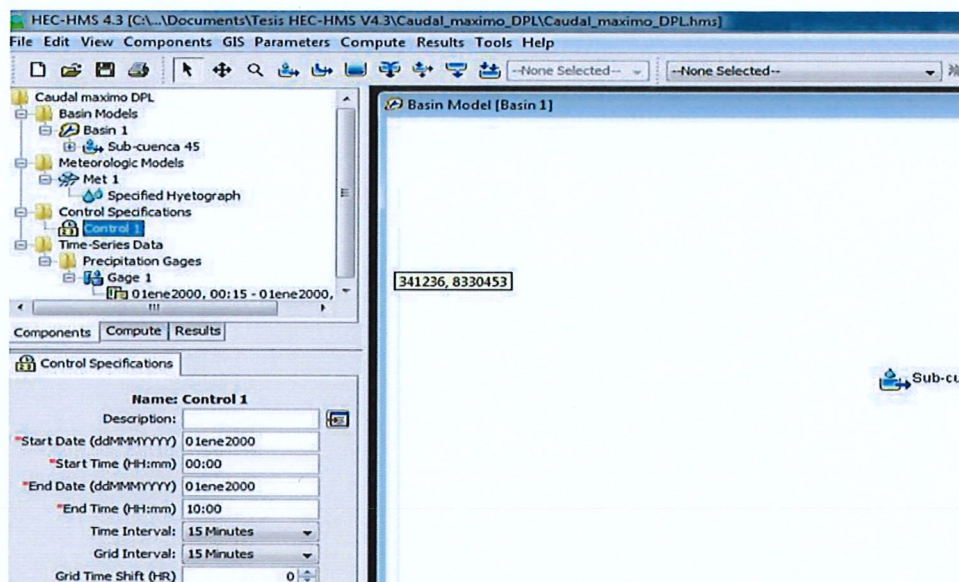 HEC-HMS 4.3 [C:\...\Documents\Tesis HEC-HMS V4.3\Caudal_maximo_DPL\Caudal_maximo_DPL.hms]
File Edit View Components GIS Parameters Compute Results Tools Help
--None Selected-- --None Selected--
Caudal maximo DPL
Basin Models
Basin 1
Sub-cuenca 45
Meteorologic Models
Met 1
Specified Hyetograph
Control Specifications
Control 1
Time-Series Data
Precipitation Gages
Gage 1
01ene2000, 00:15 - 01ene2000,
Components Compute Results
Control Specifications
Name: Control 1
Description:
*Start Date (ddMMMYYYY) 01ene2000
*Start Time (HH:mm) 00:00
*End Date (ddMMMYYYY) 01ene2000
*End Time (HH:mm) 10:00
Time Interval: 15 Minutes
Grid Interval: 15 Minutes
Grid Time Shift (HR) 0
Basin Model [Basin 1]
341236, 8330453
Sub-cu